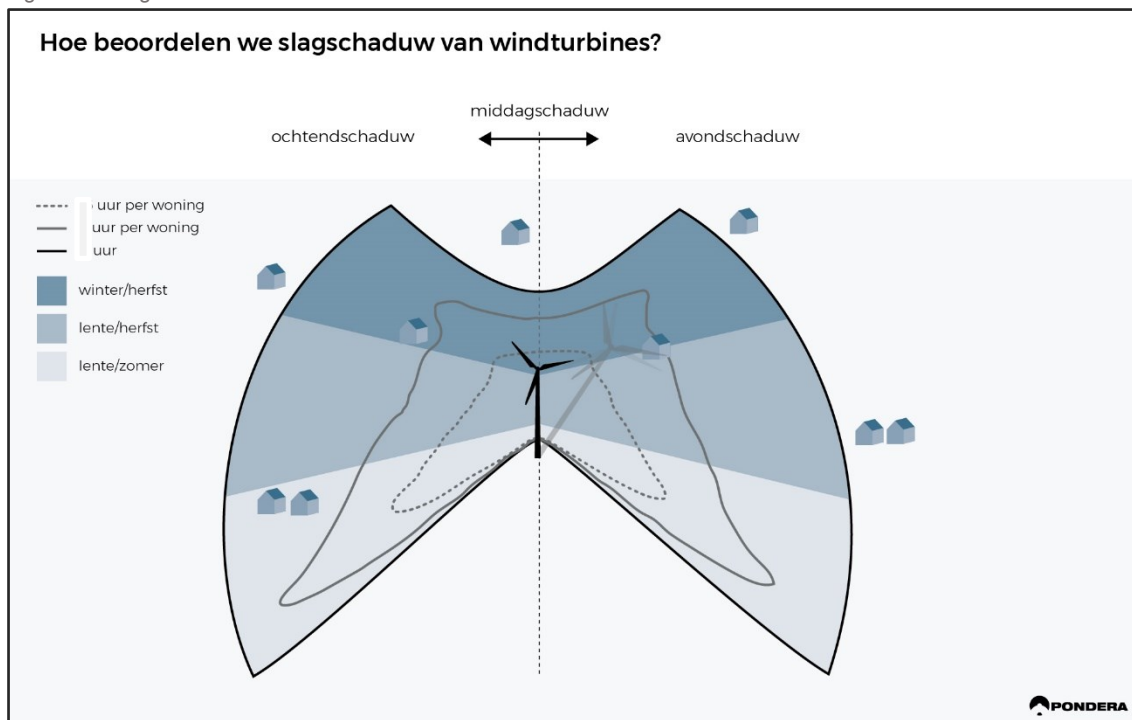 Hoe beoordelen we slagschaduw van windturbines?
middagschaduw
ochtendschaduw
avondschaduw
uur per woning
uur per woning
uur
winter/herfst
lente/herfst
lente/zomer
PONDERA